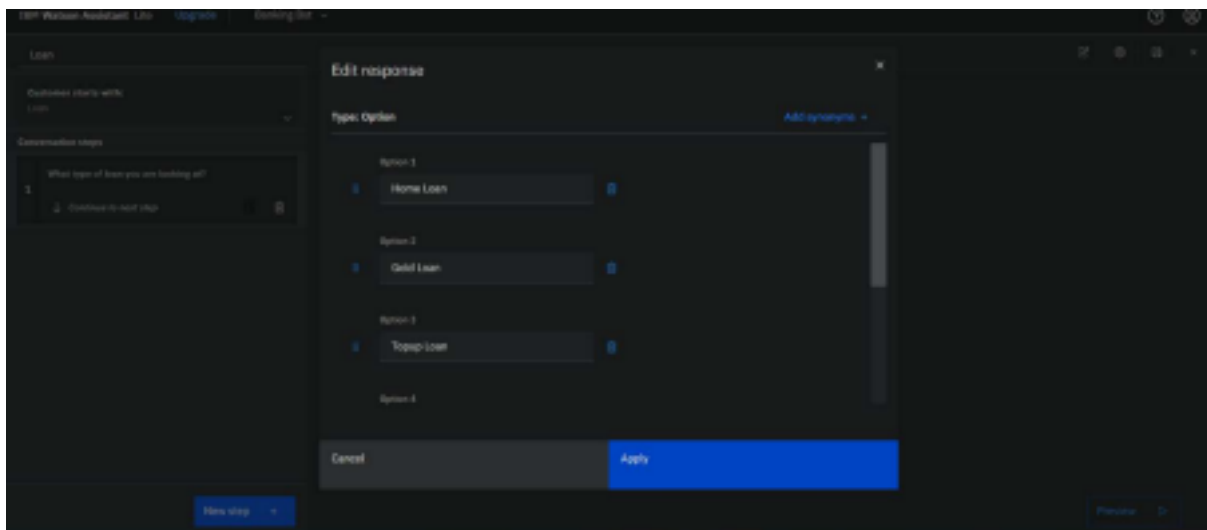 IBM Watson Assistant Lite Upgrade Banking Bot
Loan
Customer starts with:
Loan
Conversation steps
1
What type of loan you are looking at?
Continue to next step
New step +
Edit response
Type: Option
Add synonyms +
Option 1
Home Loan
Option 2
Gold Loan
Option 3
Topup Loan
Option 4
Cancel
Apply
Preview